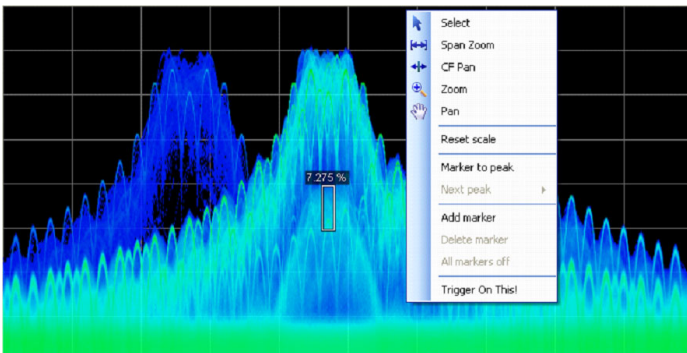 Select
Span Zoom
CF Pan
Zoom
Pan
Reset scale
Marker to peak
Next peak
7.275 %
Add marker
Delete marker
All markers off
Trigger On This!